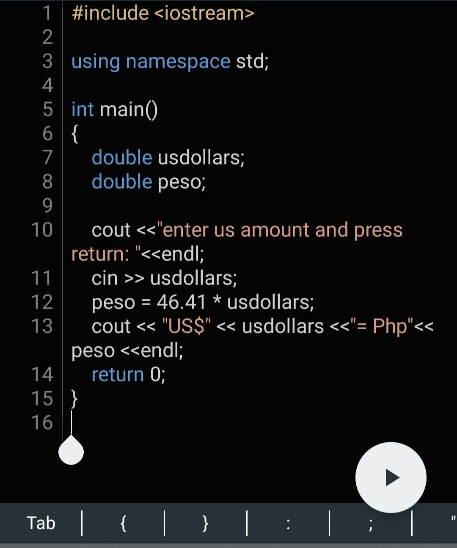 1 #include <iostream>
2
3 using namespace std;
4
5 int main()
6 {
7 double usdollars;
8 double peso;
9
10 cout <<"enter us amount and press
return: "<<endl;
11 cin >> usdollars;
12 peso = 46.41 * usdollars;
13 cout << "US$" << usdollars <<"= Php"<<
peso <<endl;
14 return 0;
15 }
16
Tab { } : ; "